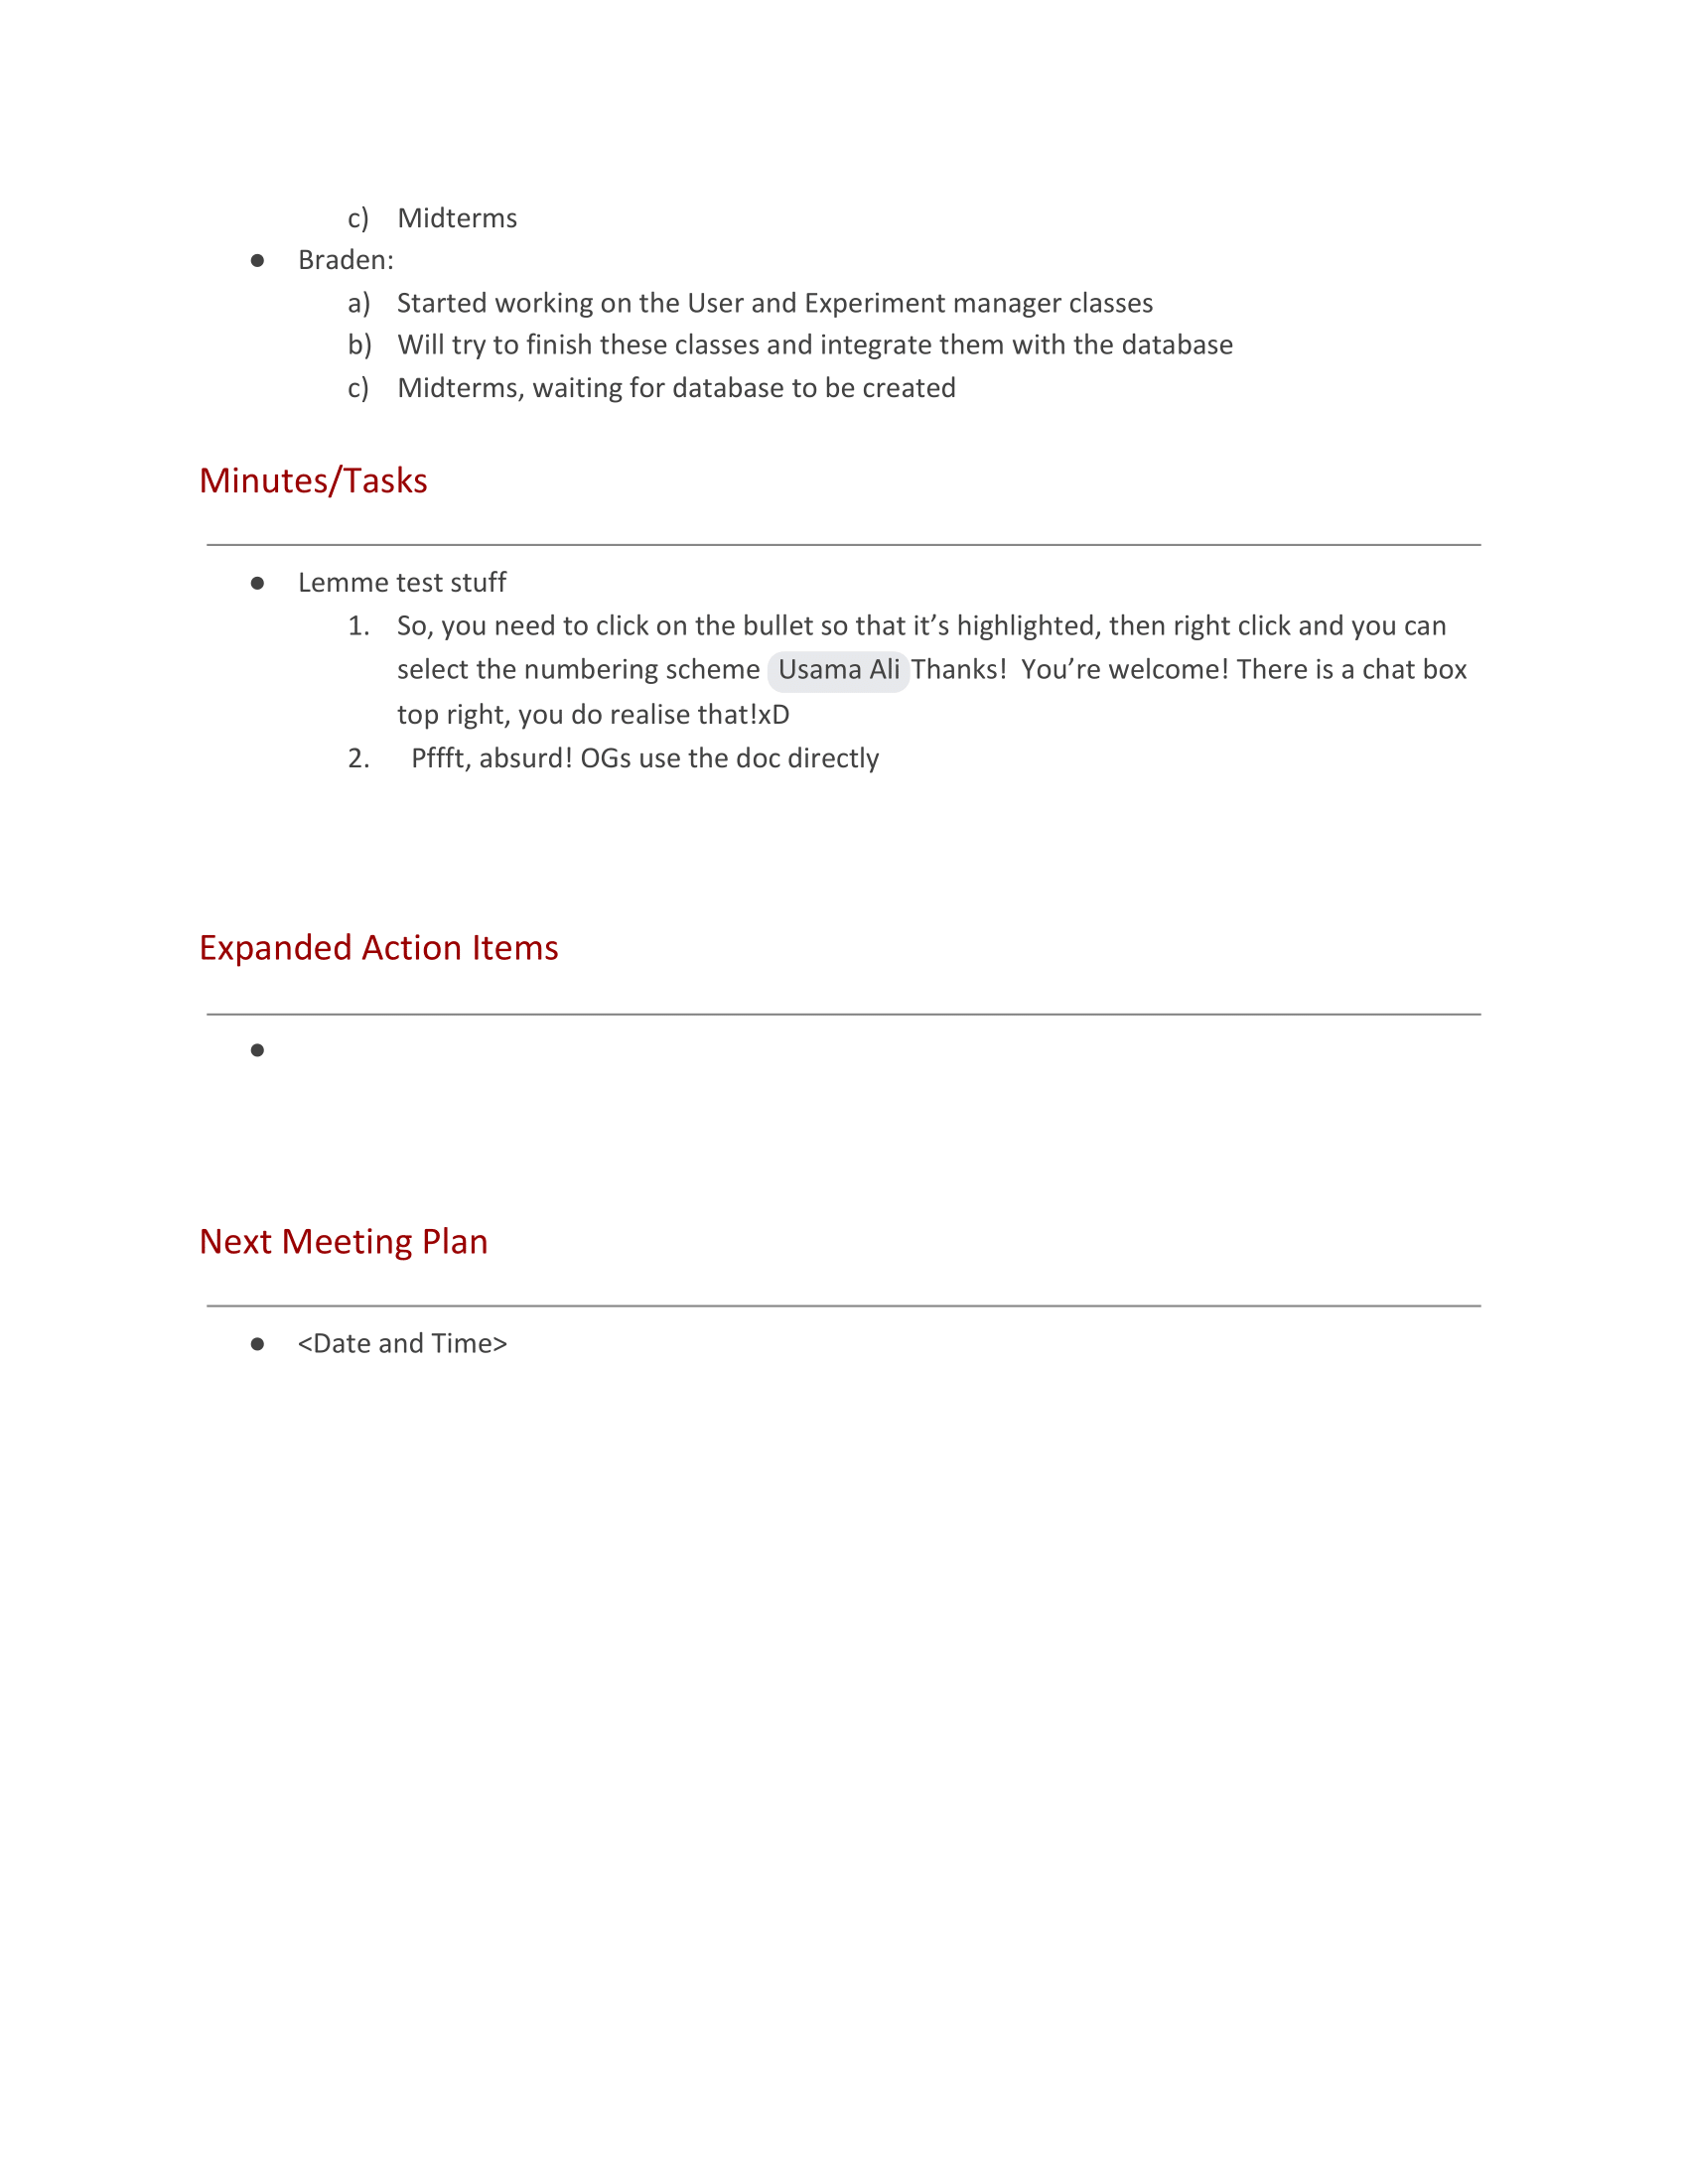 c) Midterms
● Braden:
a) Started working on the User and Experiment manager classes
b) Will try to finish these classes and integrate them with the database
c) Midterms, waiting for database to be created
Minutes/Tasks
● Lemme test stuff
1. So, you need to click on the bullet so that it’s highlighted, then right click and you can
select the numbering scheme Usama Ali Thanks!  You’re welcome! There is a chat box
top right, you do realise that!xD
2. Pffft, absurd! OGs use the doc directly
Expanded Action Items
●
Next Meeting Plan
● <Date and Time>